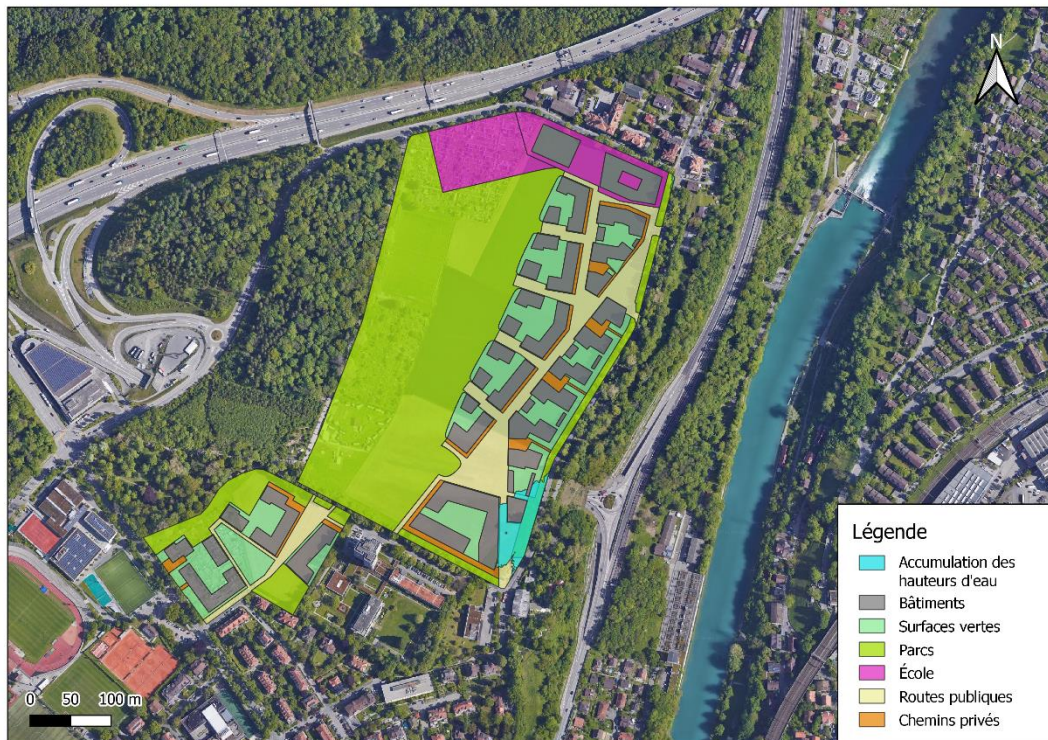 N
Légende
Accumulation des
hauteurs d'eau
Bâtiments
Surfaces vertes
Parcs
École
Routes publiques
Chemins privés
0 50 100 m